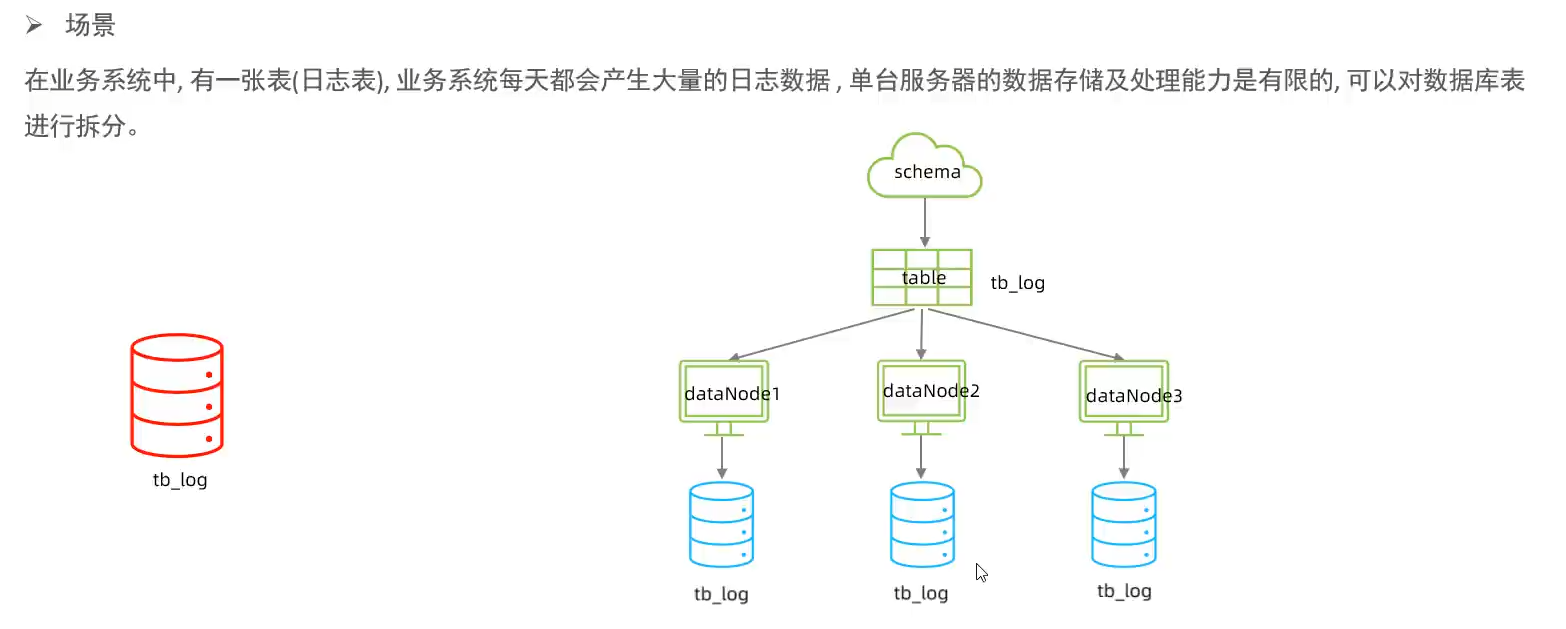 场景
在业务系统中, 有一张表(日志表), 业务系统每天都会产生大量的日志数据 , 单台服务器的数据存储及处理能力是有限的, 可以对数据库表
进行拆分。
schema
table
tb_log
dataNode1
dataNode2
dataNode3
tb_log
tb_log
tb_log
tb_log